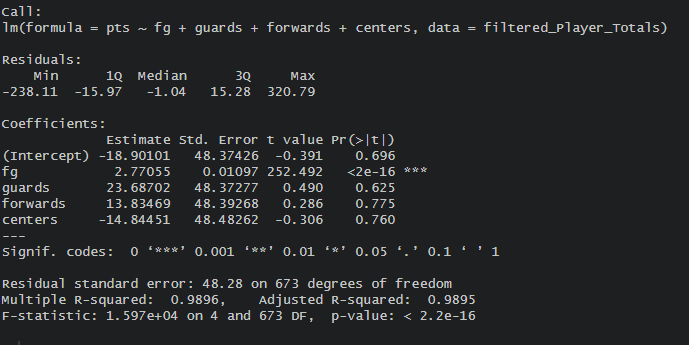 Call:
lm(formula = pts ~ fg + guards + forwards + centers, data = filtered_Player_Totals)
Residuals:
Min 1Q Median 3Q Max
-238.11 -15.97 -1.04 15.28 320.79
Coefficients:
Estimate Std. Error t value Pr(>|t|)
(Intercept) -18.90101 48.37426 -0.391 0.696
fg 2.77055 0.01097 252.492 <2e-16 ***
guards 23.68702 48.37277 0.490 0.625
forwards 13.83469 48.39268 0.286 0.775
centers -14.84451 48.48262 -0.306 0.760
---
Signif. codes: 0 ‘***’ 0.001 ‘**’ 0.01 ‘*’ 0.05 ‘.’ 0.1 ‘ ’ 1
Residual standard error: 48.28 on 673 degrees of freedom
Multiple R-squared: 0.9896, Adjusted R-squared: 0.9895
F-statistic: 1.597e+04 on 4 and 673 DF, p-value: < 2.2e-16